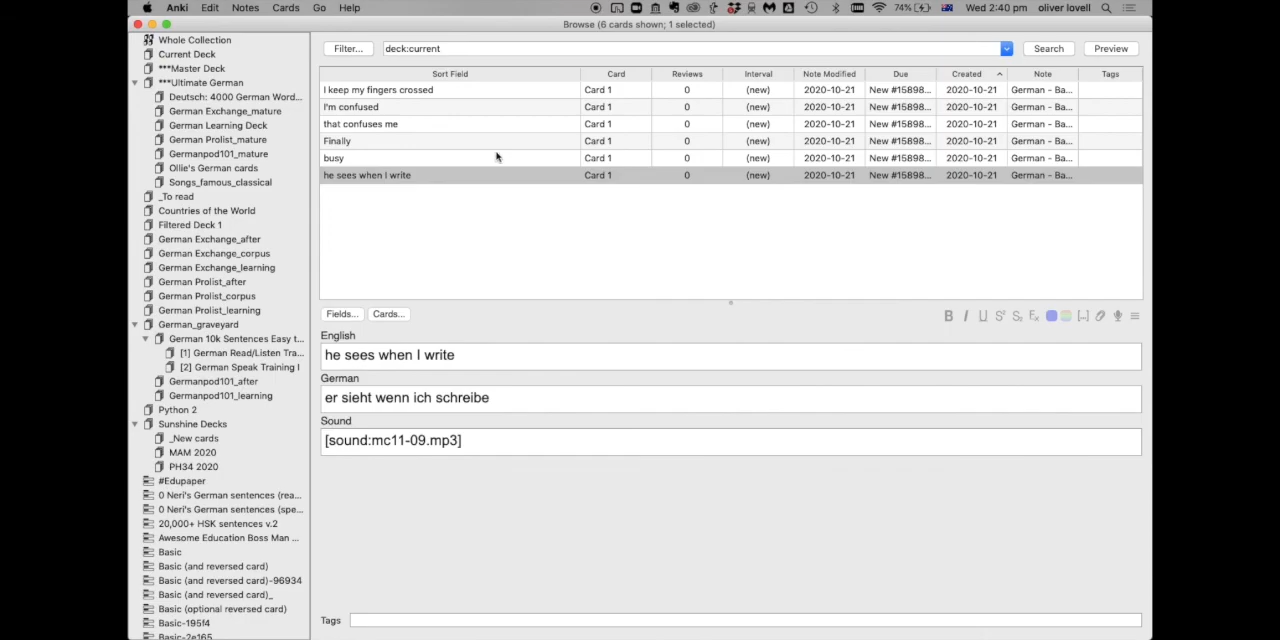 Anki Edit Notes Cards Go Help 74% Wed 2:40 pm oliver lovell
Browse (6 cards shown; 1 selected)
Whole Collection
Current Deck
***Master Deck
***Ultimate German
Deutsch: 4000 German Word...
German Exchange_mature
German Learning Deck
German Prolist_mature
Germanpod101_mature
Ollie's German cards
Songs_famous_classical
_To read
Countries of the World
Filtered Deck 1
German Exchange_after
German Exchange_corpus
German Exchange_learning
German Prolist_after
German Prolist_corpus
German Prolist_learning
German_graveyard
German 10k Sentences Easy t...
[1] German Read/Listen Tra...
[2] German Speak Training I
Germanpod101_after
Germanpod101_learning
Python 2
Sunshine Decks
_New cards
MAM 2020
PH34 2020
#Edupaper
0 Neri's German sentences (rea...
0 Neri's German sentences (spe...
20,000+ HSK sentences v.2
Awesome Education Boss Man ...
Basic
Basic (and reversed card)
Basic (and reversed card)-96934
Basic (and reversed card)_
Basic (optional reversed card)
Basic-195f4
Basic-2e165
Filter... deck:current Search Preview
Sort Field Card Reviews Interval Note Modified Due Created Note Tags
I keep my fingers crossed Card 1 0 (new) 2020-10-21 New #15898... 2020-10-21 German - Ba...
I'm confused Card 1 0 (new) 2020-10-21 New #15898... 2020-10-21 German - Ba...
that confuses me Card 1 0 (new) 2020-10-21 New #15898... 2020-10-21 German - Ba...
Finally Card 1 0 (new) 2020-10-21 New #15898... 2020-10-21 German - Ba...
busy Card 1 0 (new) 2020-10-21 New #15898... 2020-10-21 German - Ba...
he sees when I write Card 1 0 (new) 2020-10-21 New #15898... 2020-10-21 German - Ba...
Fields... Cards... B I U S² S₂ Fx [...]
English
he sees when I write
German
er sieht wenn ich schreibe
Sound
[sound:mc11-09.mp3]
Tags